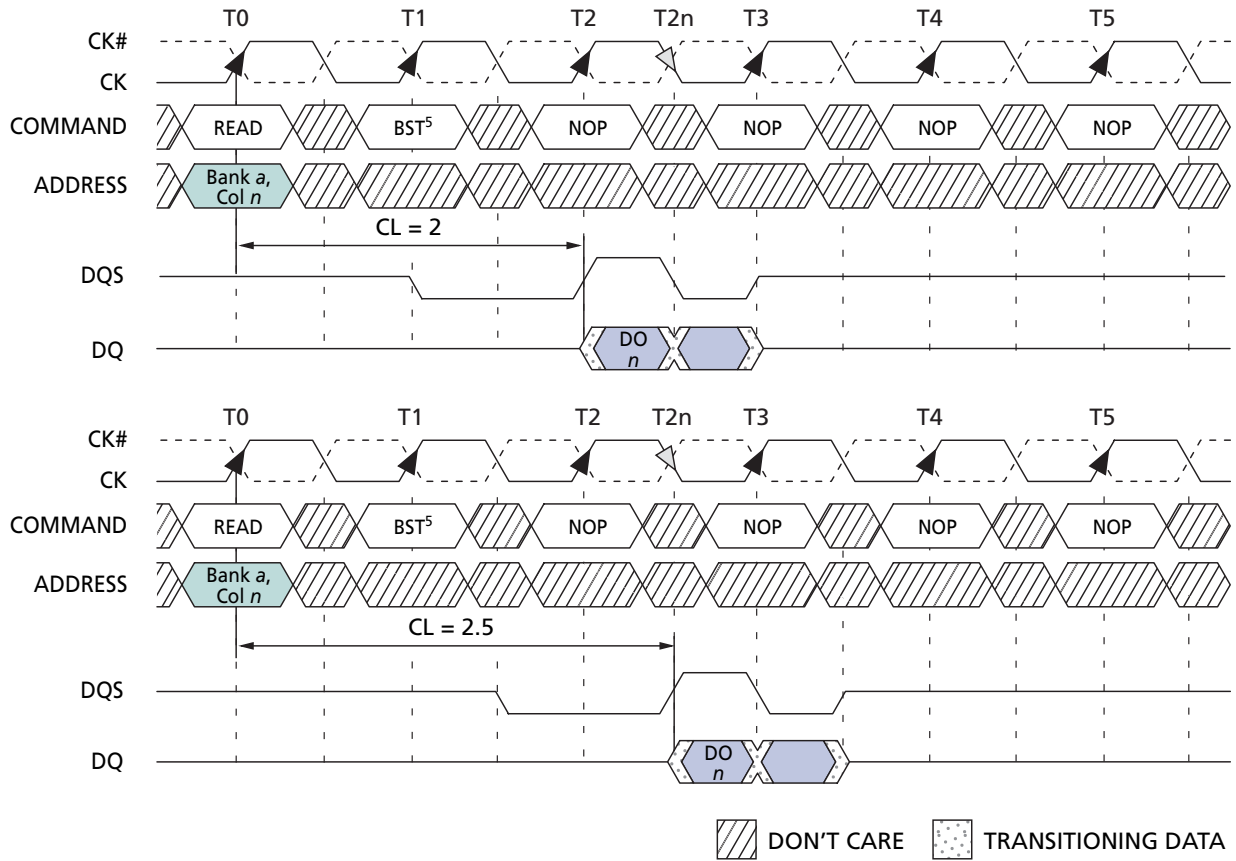 T0 T1 T2 T2n T3 T4 T5
CK#
CK
COMMAND READ BST5 NOP NOP NOP NOP
ADDRESS Bank a,
Col n
CL = 2
DQS
DQ DO
n
T0 T1 T2 T2n T3 T4 T5
CK#
CK
COMMAND READ BST5 NOP NOP NOP NOP
ADDRESS Bank a,
Col n
CL = 2.5
DQS
DQ DO
n
DON'T CARE TRANSITIONING DATA